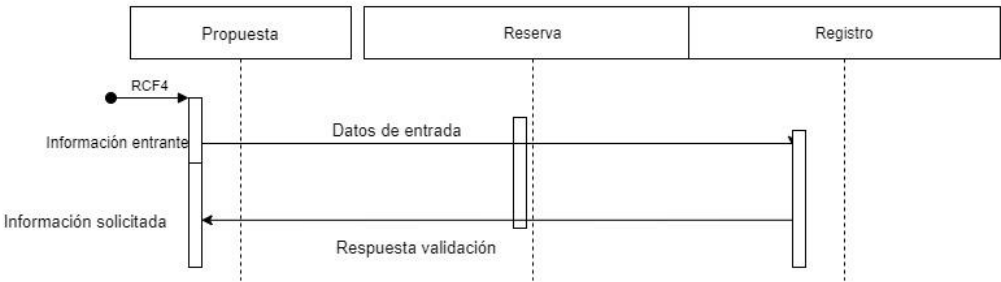 Propuesta
Reserva
Registro
RCF4
Información entrante
Datos de entrada
Información solicitada
Respuesta validación